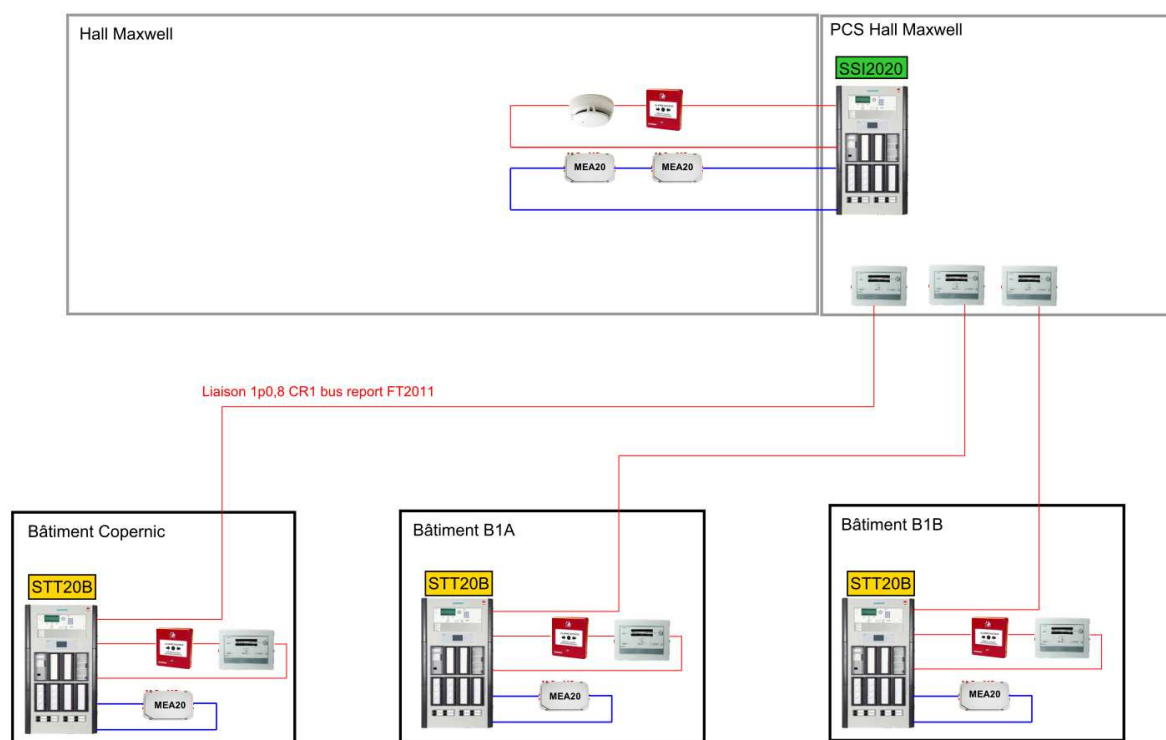 Hall Maxwell
PCS Hall Maxwell
SSI2020
MEA20
MEA20
Liaison 1p0,8 CR1 bus report FT2011
Bâtiment Copernic
STT20B
MEA20
Bâtiment B1A
STT20B
MEA20
Bâtiment B1B
STT20B
MEA20